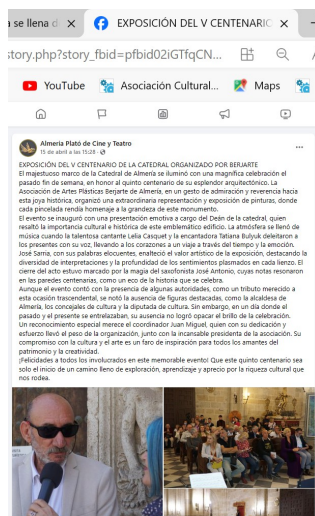 a se llena d
EXPOSICIÓN DEL V CENTENARIC
story.php?story_fbid=pfbid02iGTfqCN...
YouTube
Asociación Cultural...
Maps
Almeria Plató de Cine y Teatro
15 de abril a las 15:28
EXPOSICIÓN DEL V CENTENARIO DE LA CATEDRAL ORGANIZADO POR BERJARTE
El majestuoso marco de la Catedral de Almería se iluminó con una magnífica celebración el
pasado fin de semana, en honor al quinto centenario de su esplendor arquitectónico. La
Asociación de Artes Plásticas Berjarte de Almería, en un gesto de admiración y reverencia hacia
esta joya histórica, organizó una extraordinaria representación y exposición de pinturas, donde
cada pincelada rendía homenaje a la grandeza de este monumento.
El evento se inauguró con una presentación emotiva a cargo del Deán de la catedral, quien
resaltó la importancia cultural e histórica de este emblemático edificio. La atmósfera se llenó de
música cuando la talentosa cantante Lelia Casquet y la encantadora Tatiana Bulyuk deleitaron a
los presentes con su voz, llevando a los corazones a un viaje a través del tiempo y la emoción.
José Sarria, con sus palabras elocuentes, enalteció el valor artístico de la exposición, destacando la
diversidad de interpretaciones y la profundidad de los sentimientos plasmados en cada lienzo. El
cierre del acto estuvo marcado por la magia del saxofonista José Antonio, cuyas notas resonaron
en las paredes centenarias, como un eco de la historia que se celebra.
Aunque el evento contó con la presencia de algunas autoridades, como un tributo merecido a
esta ocasión trascendental, se notó la ausencia de figuras destacadas, como la alcaldesa de
Almería, los concejales de cultura y la diputada de cultura. Sin embargo, en un día donde el
pasado y el presente se entrelazaban, su ausencia no logró opacar el brillo de la celebración.
Un reconocimiento especial merece el coordinador Juan Miguel, quien con su dedicación y
esfuerzo llevó el peso de la organización, junto con la incansable presidenta de la asociación. Su
compromiso con la cultura y el arte es un faro de inspiración para todos los amantes del
patrimonio y la creatividad.
¡Felicidades a todos los involucrados en este memorable evento! Que este quinto centenario sea
solo el inicio de un camino lleno de exploración, aprendizaje y aprecio por la riqueza cultural que
nos rodea.